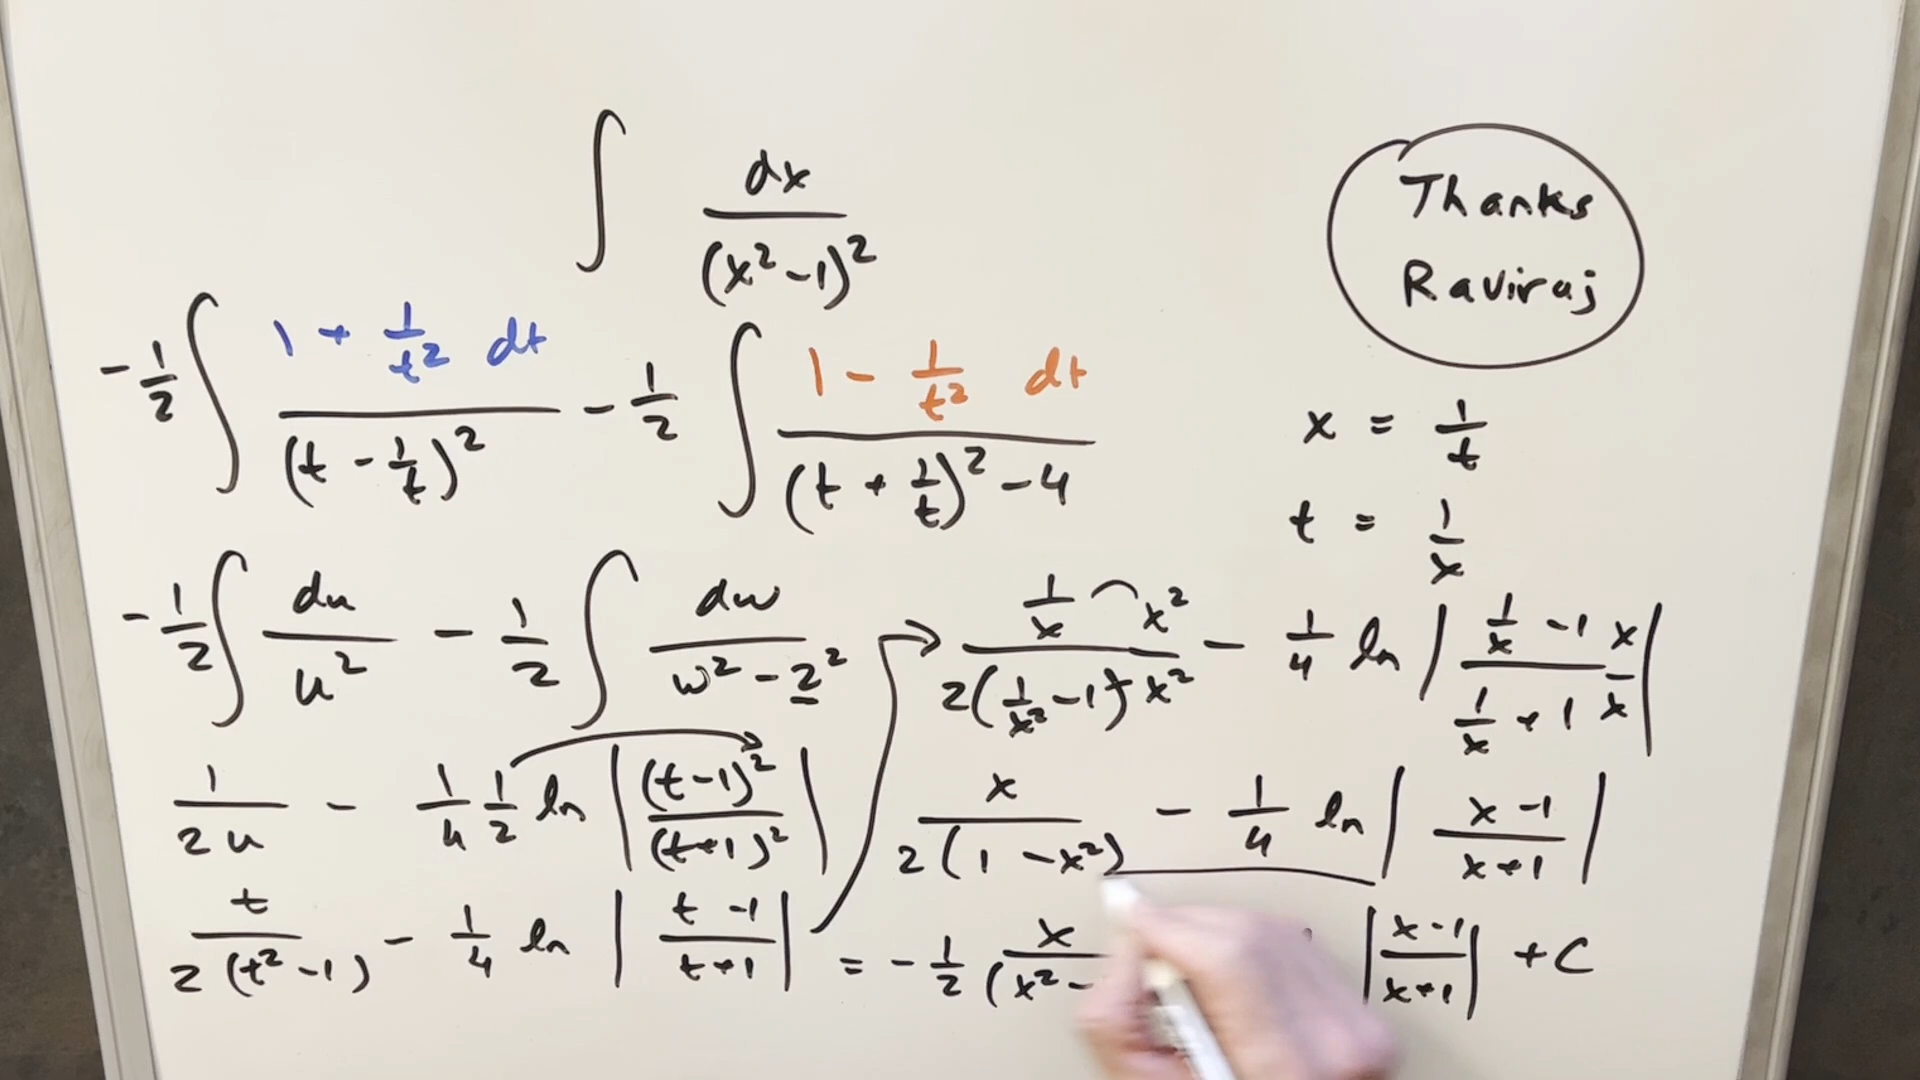 ∫ dx / (x² - 1)²
Thanks
Raviraj
-1/2 ∫ 1 + 1/t² dt / (t - 1/t)² - 1/2 ∫ 1 - 1/t² dt / (t + 1/t)² - 4
x = 1/t
t = 1/x
-1/2 ∫ du / u² - 1/2 ∫ dw / w² - 2²
1/2u - 1/4 1/2 ln | (t-1)² / (t+1)² |
t / 2(t² - 1) - 1/4 ln | t - 1 / t + 1 |
→ 1/x x² / 2(1/x² - 1) x² - 1/4 ln | 1/x - 1 x / 1/x + 1 x |
x / 2(1 - x²) - 1/4 ln | x - 1 / x + 1 |
= - 1/2 x / (x² - | x - 1 / x + 1 | + C